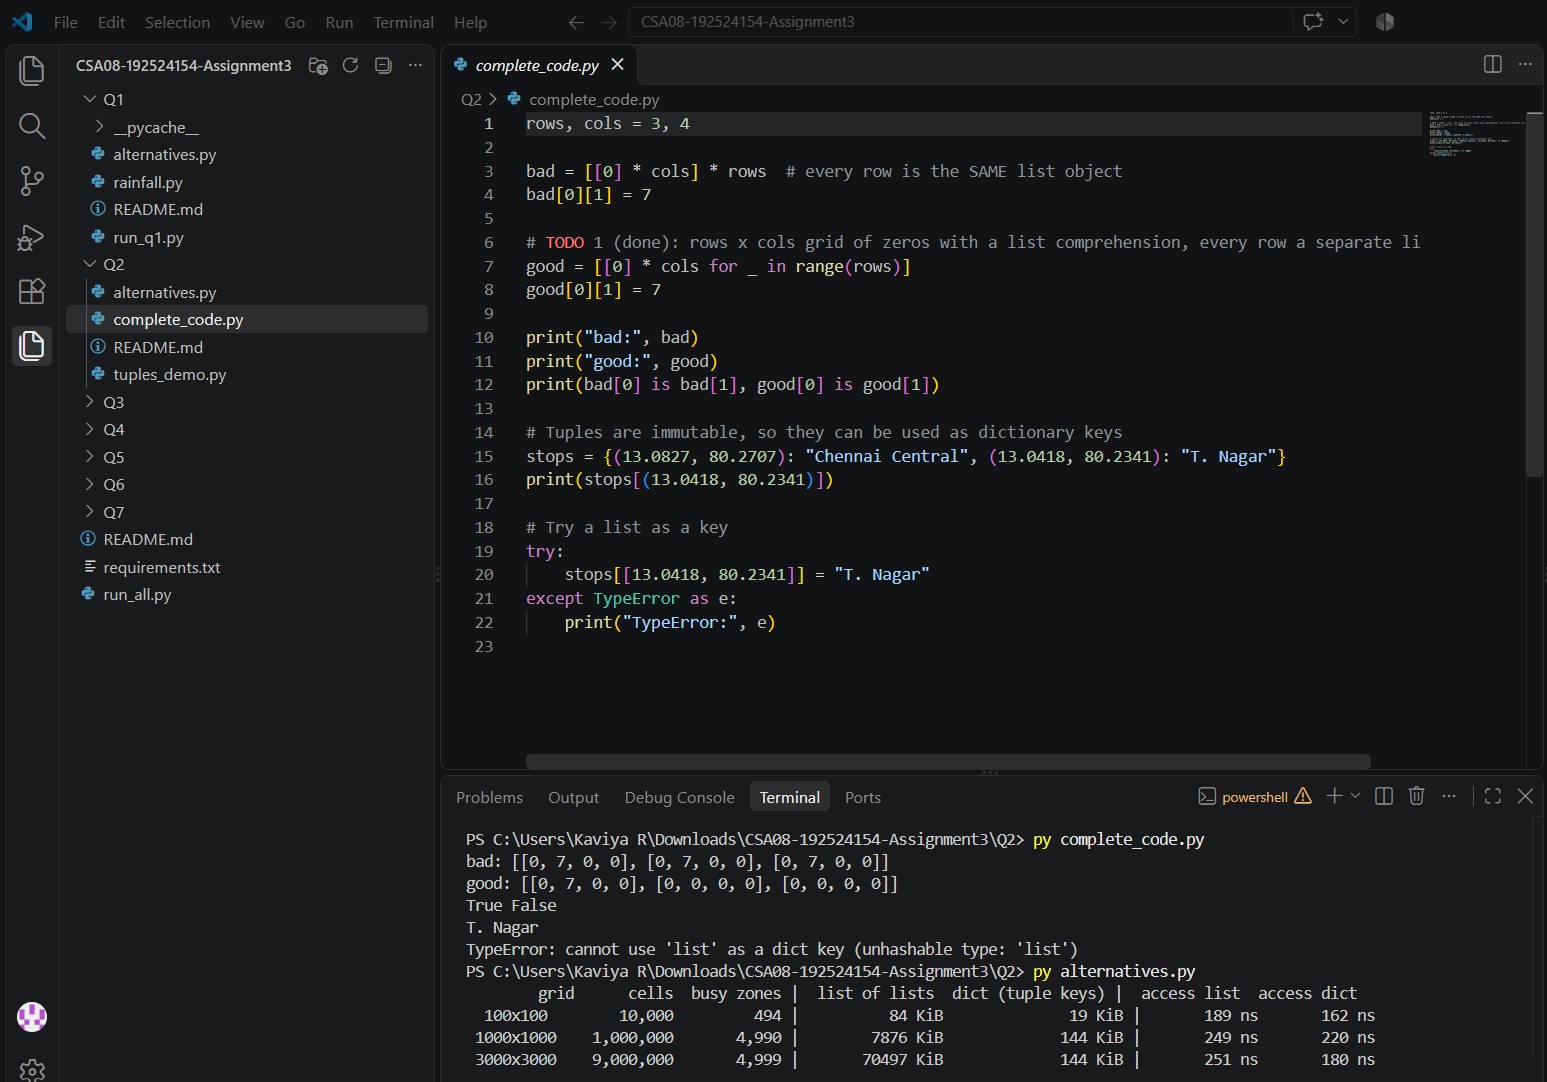 File Edit Selection View Go Run Terminal Help
CSA08-192524154-Assignment3
CSA08-192524154-Assignment3
Q1
__pycache__
alternatives.py
rainfall.py
README.md
run_q1.py
Q2
alternatives.py
complete_code.py
README.md
tuples_demo.py
Q3
Q4
Q5
Q6
Q7
README.md
requirements.txt
run_all.py
complete_code.py
Q2 > complete_code.py
1 rows, cols = 3, 4
2
3 bad = [[0] * cols] * rows  # every row is the SAME list object
4 bad[0][1] = 7
5
6 # TODO 1 (done): rows x cols grid of zeros with a list comprehension, every row a separate li
7 good = [[0] * cols for _ in range(rows)]
8 good[0][1] = 7
9
10 print("bad:", bad)
11 print("good:", good)
12 print(bad[0] is bad[1], good[0] is good[1])
13
14 # Tuples are immutable, so they can be used as dictionary keys
15 stops = {(13.0827, 80.2707): "Chennai Central", (13.0418, 80.2341): "T. Nagar"}
16 print(stops[(13.0418, 80.2341)])
17
18 # Try a list as a key
19 try:
20     stops[[13.0418, 80.2341]] = "T. Nagar"
21 except TypeError as e:
22     print("TypeError:", e)
23
Problems Output Debug Console Terminal Ports powershell
PS C:\Users\Kaviya R\Downloads\CSA08-192524154-Assignment3\Q2> py complete_code.py
bad: [[0, 7, 0, 0], [0, 7, 0, 0], [0, 7, 0, 0]]
good: [[0, 7, 0, 0], [0, 0, 0, 0], [0, 0, 0, 0]]
True False
T. Nagar
TypeError: cannot use 'list' as a dict key (unhashable type: 'list')
PS C:\Users\Kaviya R\Downloads\CSA08-192524154-Assignment3\Q2> py alternatives.py
grid cells busy zones | list of lists dict (tuple keys) | access list access dict
100x100 10,000 494 | 84 KiB 19 KiB | 189 ns 162 ns
1000x1000 1,000,000 4,990 | 7876 KiB 144 KiB | 249 ns 220 ns
3000x3000 9,000,000 4,999 | 70497 KiB 144 KiB | 251 ns 180 ns